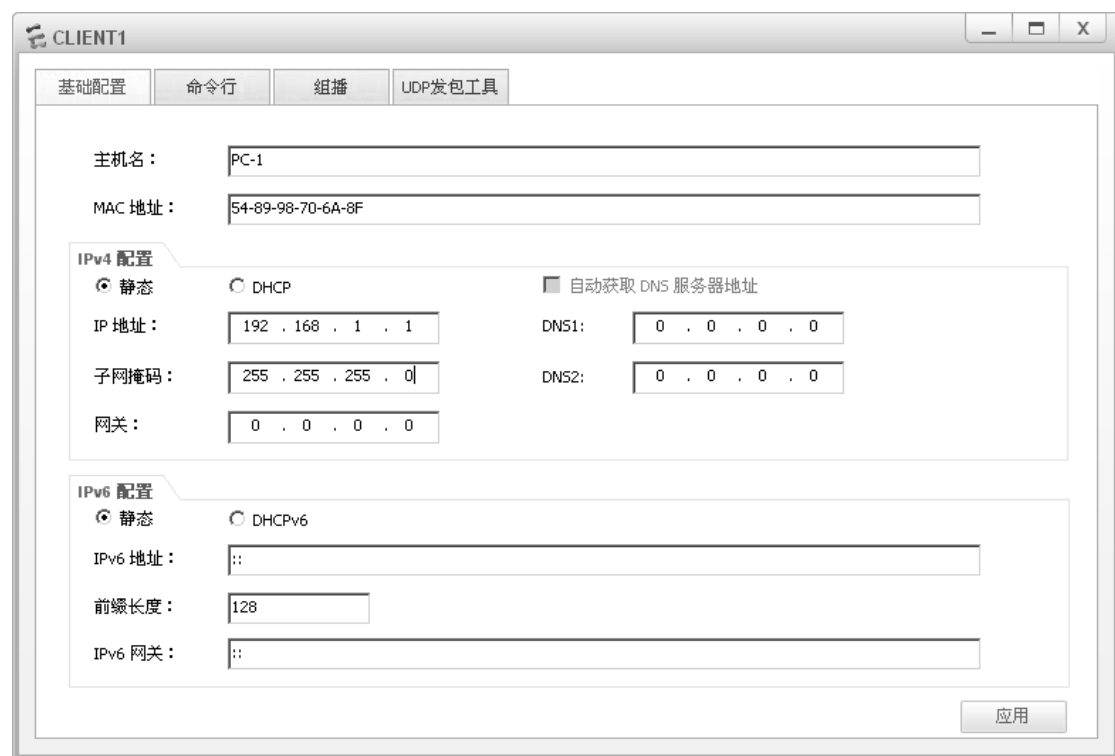 CLIENT1
基础配置 命令行 组播 UDP发包工具
主机名： PC-1
MAC 地址： 54-89-98-70-6A-8F
IPv4 配置
静态 DHCP 自动获取 DNS 服务器地址
IP 地址： 192 . 168 . 1 . 1 DNS1: 0 . 0 . 0 . 0
子网掩码： 255 . 255 . 255 . 0 DNS2: 0 . 0 . 0 . 0
网关： 0 . 0 . 0 . 0
IPv6 配置
静态 DHCPv6
IPv6 地址： ::
前缀长度： 128
IPv6 网关： ::
应用